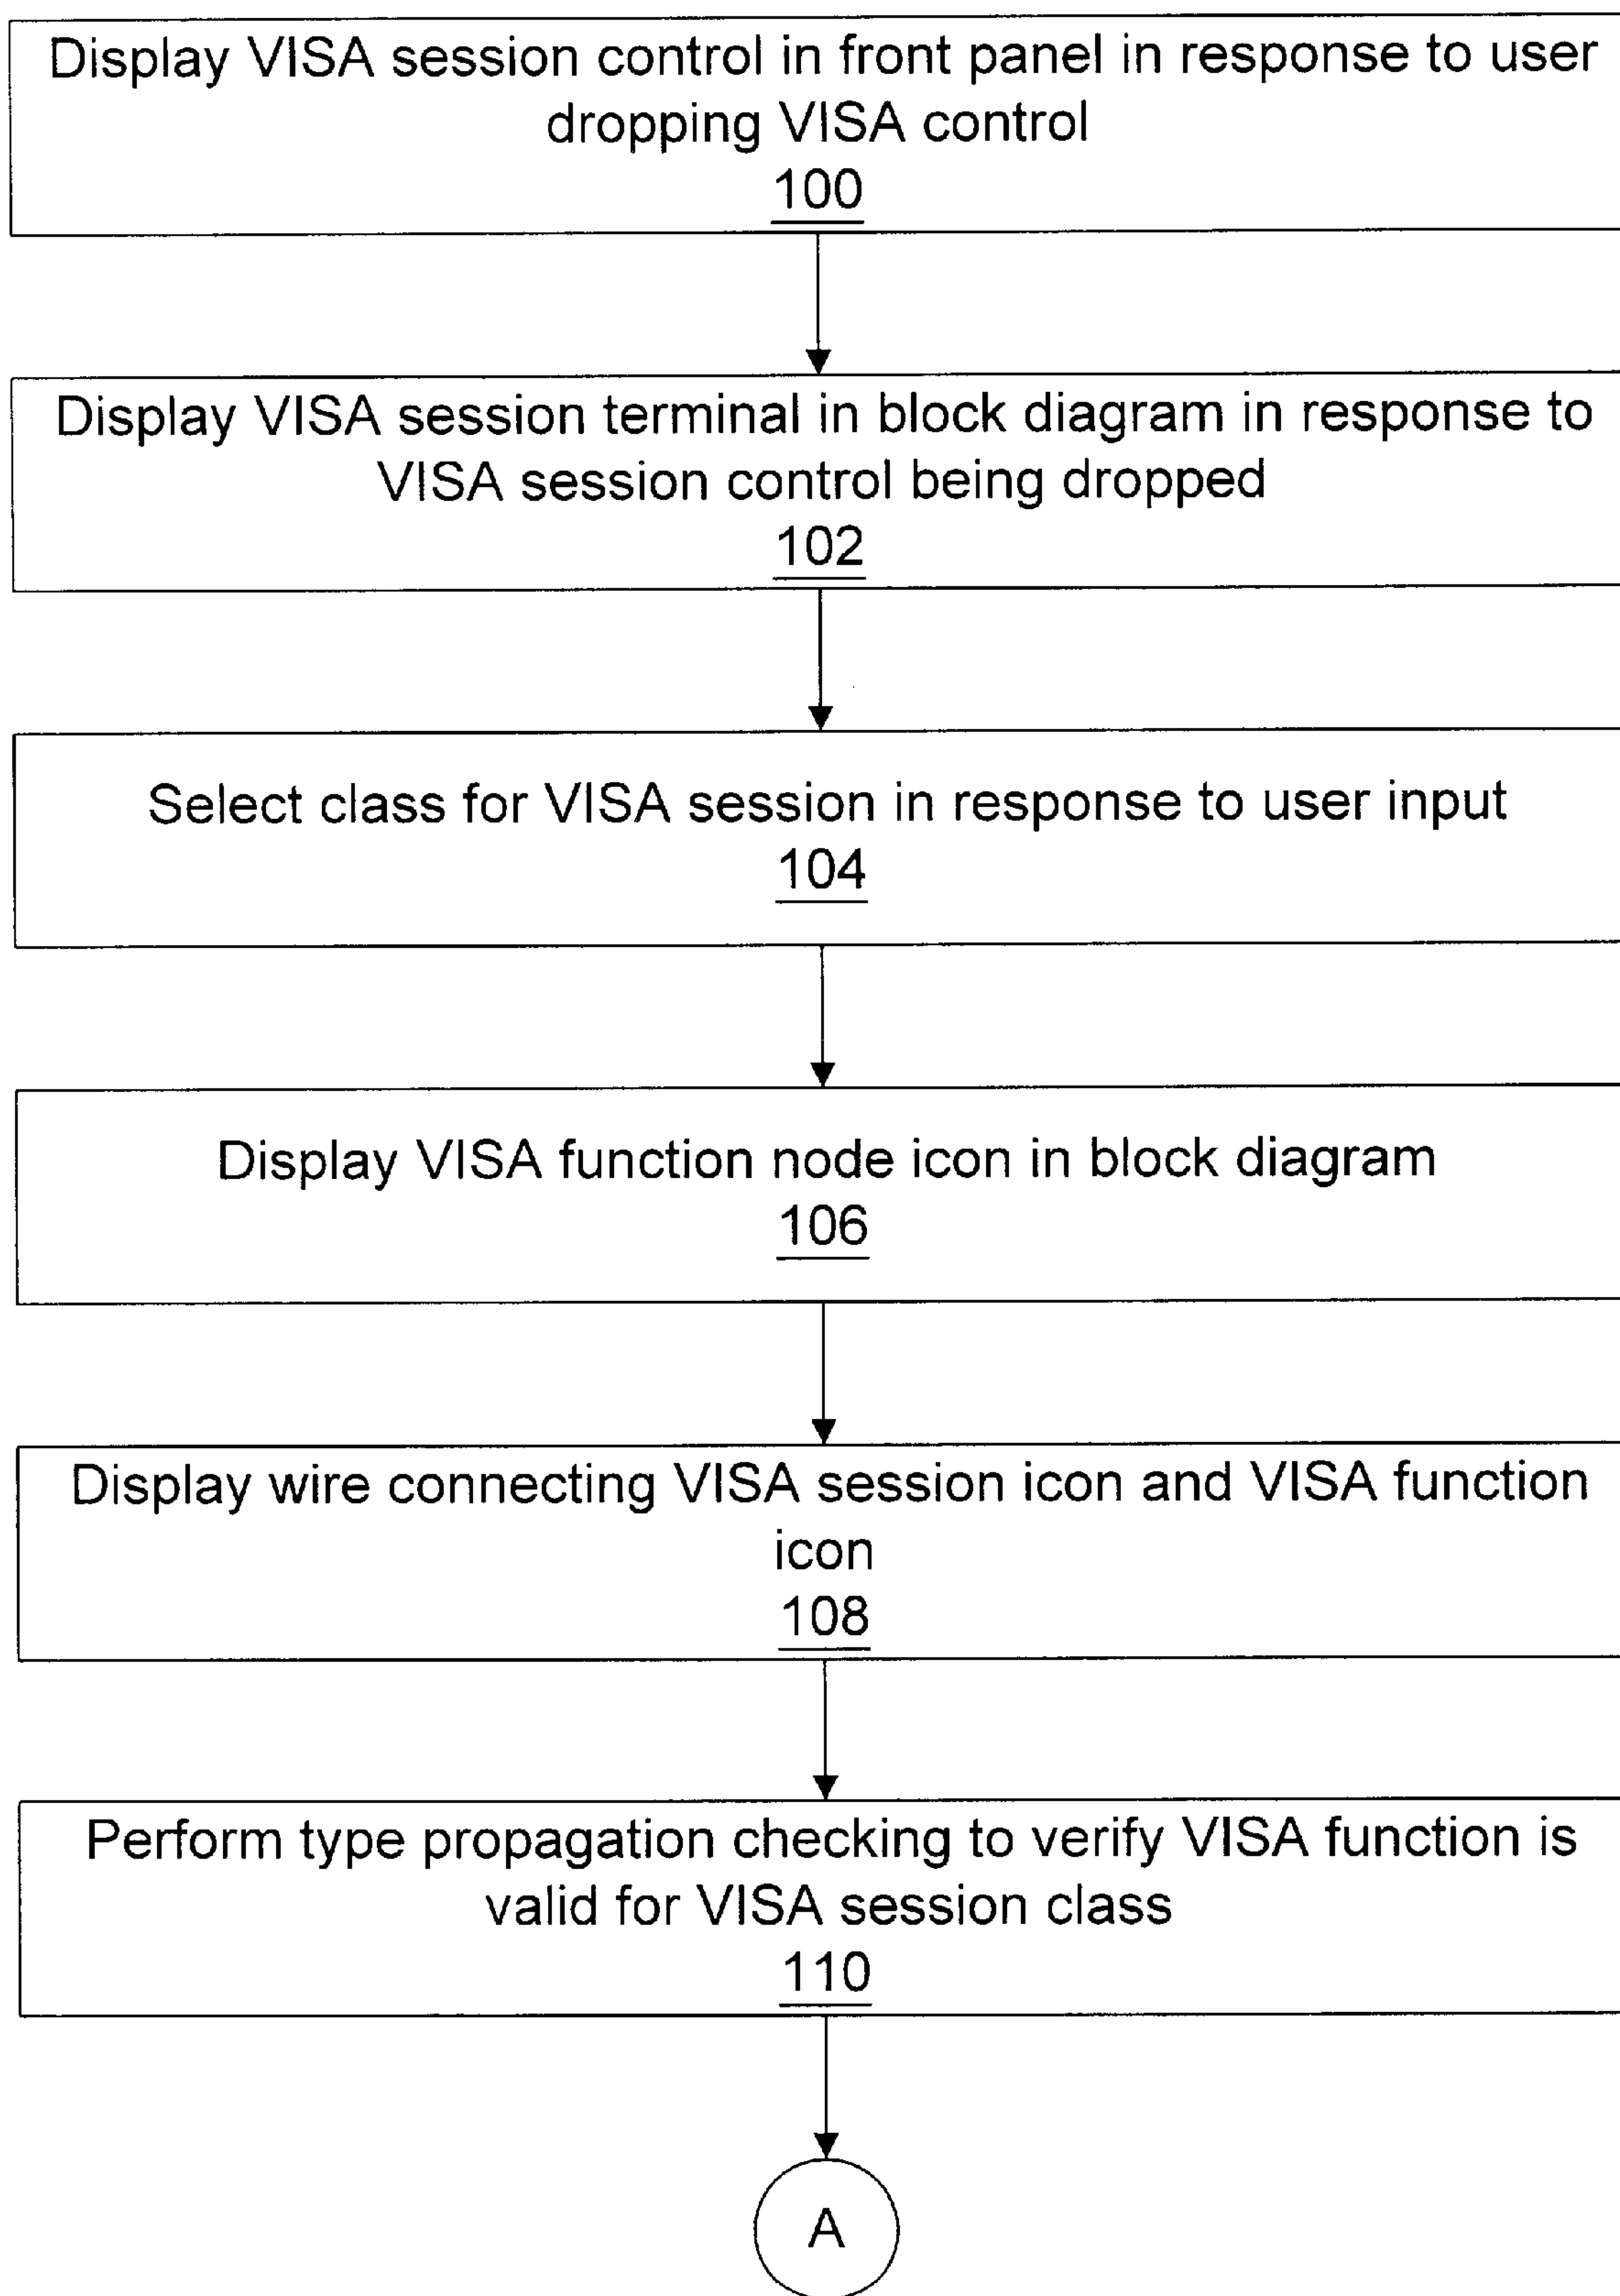 Display VISA session control in front panel in response to user
dropping VISA control
100
Display VISA session terminal in block diagram in response to
VISA session control being dropped
102
Select class for VISA session in response to user input
104
Display VISA function node icon in block diagram
106
Display wire connecting VISA session icon and VISA function
icon
108
Perform type propagation checking to verify VISA function is
valid for VISA session class
110
A